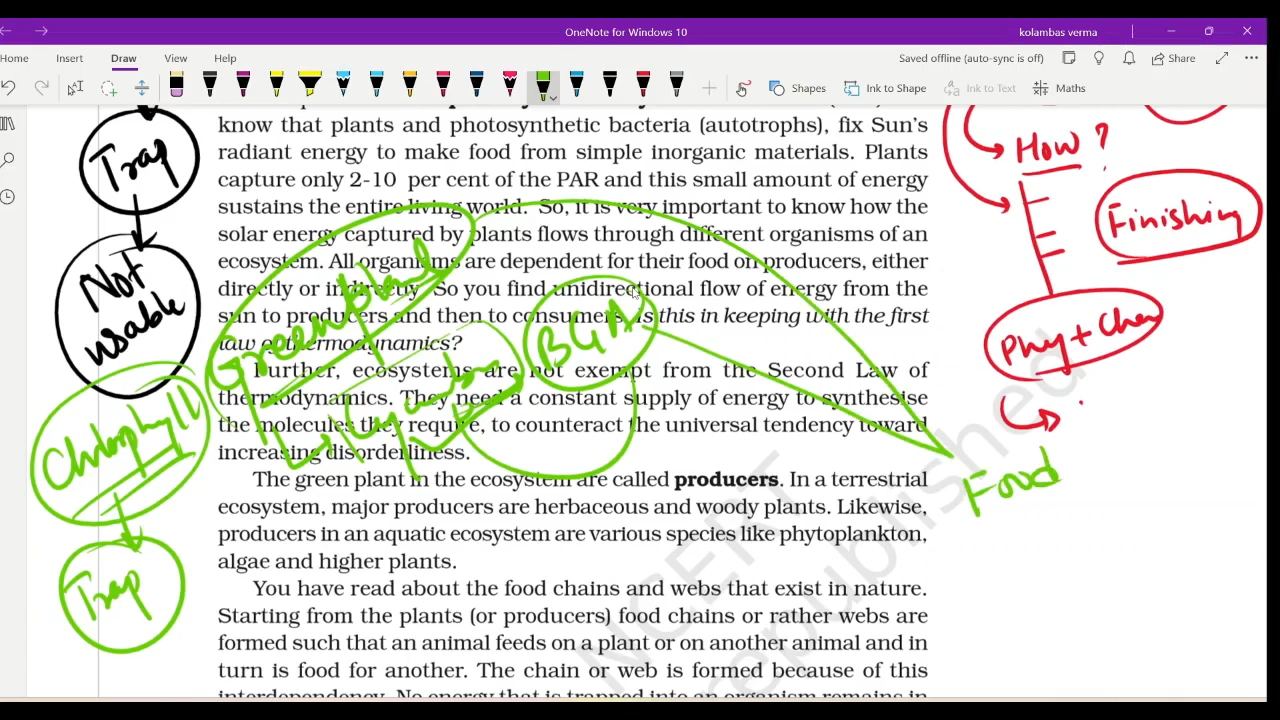 OneNote for Windows 10
kolambas verma
Home Insert Draw View Help
Saved offline (auto-sync is off)
Share
Shapes
Ink to Shape
Ink to Text
Maths
know that plants and photosynthetic bacteria (autotrophs), fix Sun's
radiant energy to make food from simple inorganic materials. Plants
capture only 2-10 per cent of the PAR and this small amount of energy
sustains the entire living world. So, it is very important to know how the
solar energy captured by plants flows through different organisms of an
ecosystem. All organisms are dependent for their food on producers, either
directly or indirectly. So you find unidirectional flow of energy from the
sun to producers and then to consumers. Is this in keeping with the first
law of thermodynamics?
Further, ecosystems are not exempt from the Second Law of
thermodynamics. They need a constant supply of energy to synthesise
the molecules they require, to counteract the universal tendency toward
increasing disorderliness.
The green plant in the ecosystem are called producers. In a terrestrial
ecosystem, major producers are herbaceous and woody plants. Likewise,
producers in an aquatic ecosystem are various species like phytoplankton,
algae and higher plants.
You have read about the food chains and webs that exist in nature.
Starting from the plants (or producers) food chains or rather webs are
formed such that an animal feeds on a plant or on another animal and in
turn is food for another. The chain or web is formed because of this
interdependency. No energy that is trapped into an organism remains in
Trap
Not
usable
Chlorophyll
Trap
Green plant
BGA
How ?
Finishing
Phy + Chem
Food
NCERT
republished